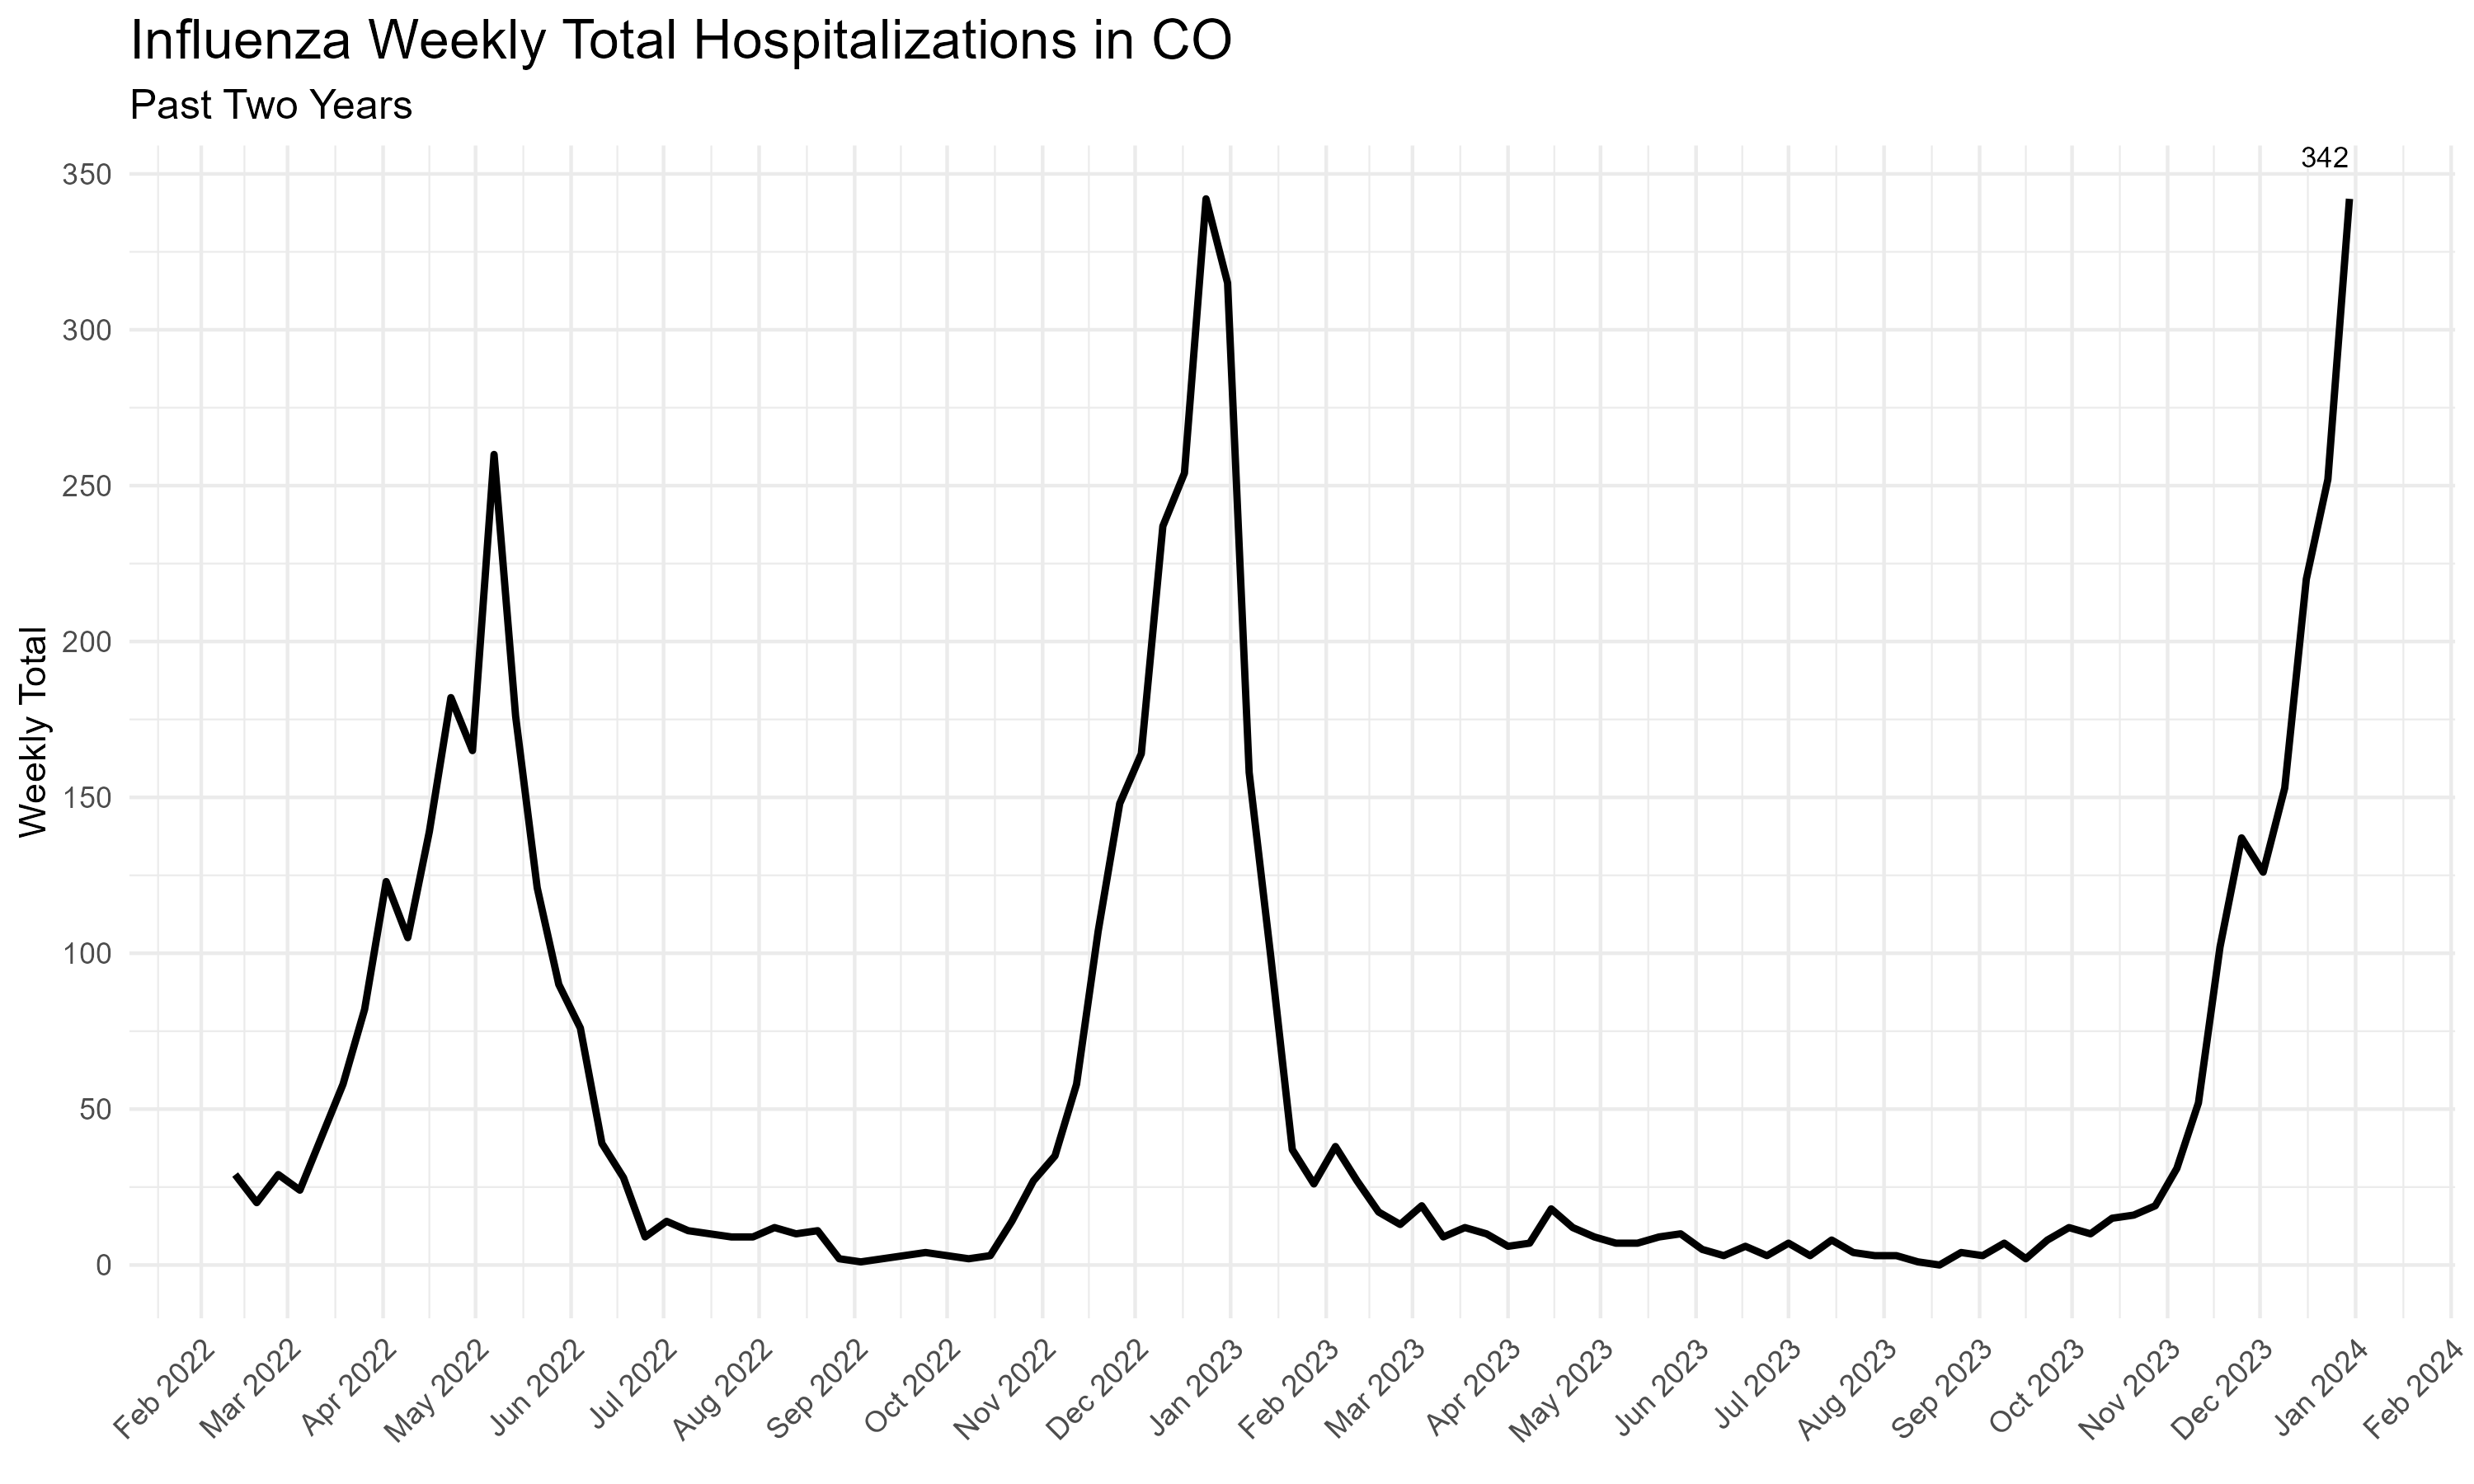 Influenza Weekly Total Hospitalizations in CO
Past Two Years
342
350
300
250
200
150
100
50
0
Weekly Total
Feb 2022
Mar 2022
Apr 2022
May 2022
Jun 2022
Jul 2022
Aug 2022
Sep 2022
Oct 2022
Nov 2022
Dec 2022
Jan 2023
Feb 2023
Mar 2023
Apr 2023
May 2023
Jun 2023
Jul 2023
Aug 2023
Sep 2023
Oct 2023
Nov 2023
Dec 2023
Jan 2024
Feb 2024